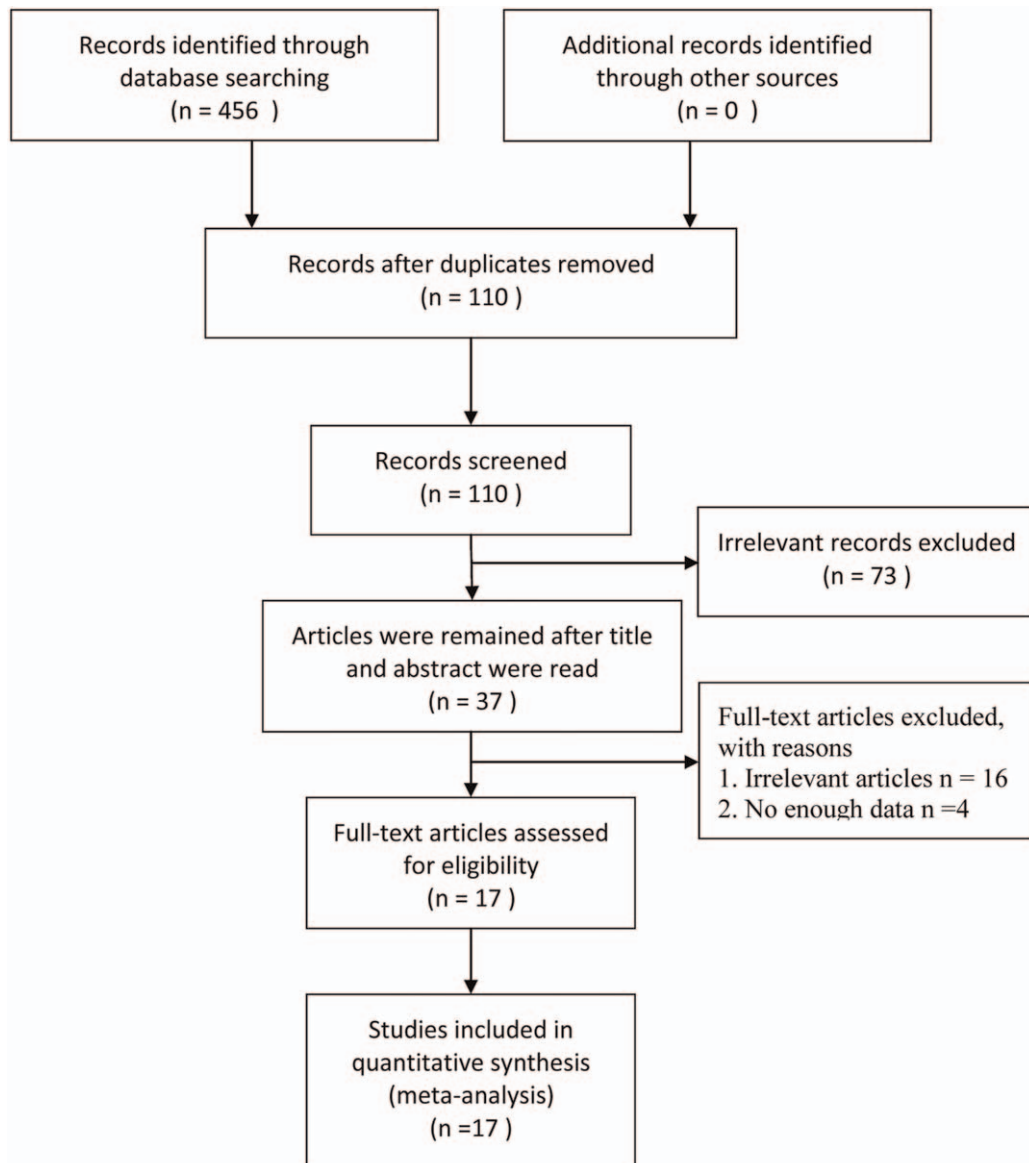 Records identified through
database searching
(n = 456 )
Additional records identified
through other sources
(n = 0 )
Records after duplicates removed
(n = 110 )
Records screened
(n = 110 )
Irrelevant records excluded
(n = 73 )
Articles were remained after title
and abstract were read
(n = 37 )
Full-text articles excluded,
with reasons
1. Irrelevant articles n = 16
2. No enough data n =4
Full-text articles assessed
for eligibility
(n = 17 )
Studies included in
quantitative synthesis
(meta-analysis)
(n =17 )